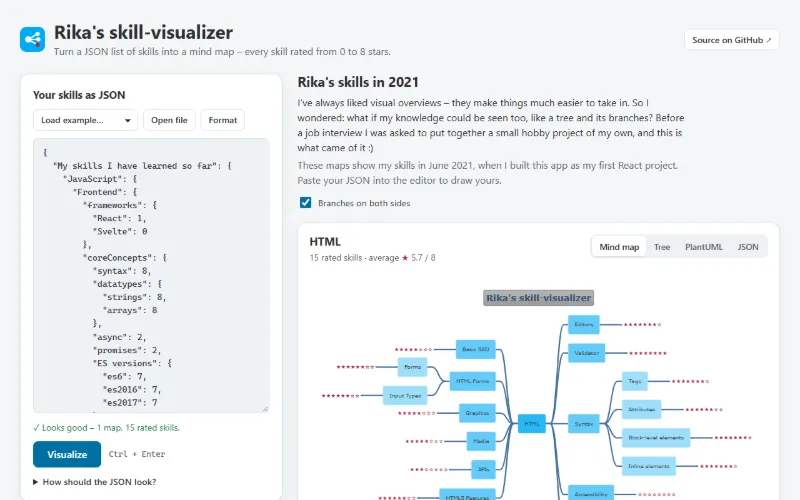 Rika's skill-visualizer
Turn a JSON list of skills into a mind map – every skill rated from 0 to 8 stars.
Source on GitHub ↗
Your skills as JSON
Load example...
Open file
Format
{
"My skills I have learned so far": {
"JavaScript": {
"Frontend": {
"frameworks": {
"React": 1,
"Svelte": 0
},
"coreConcepts": {
"syntax": 8,
"datatypes": {
"strings": 8,
"arrays": 8
},
"async": 2,
"promises": 2,
"ES versions": {
"es6": 7,
"es2016": 7,
"es2017": 7
✓ Looks good – 1 map, 15 rated skills.
Visualize
Ctrl + Enter
▶ How should the JSON look?
Rika's skills in 2021
I've always liked visual overviews – they make things much easier to take in. So I
wondered: what if my knowledge could be seen too, like a tree and its branches? Before
a job interview I was asked to put together a small hobby project of my own, and this is
what came of it :)
These maps show my skills in June 2021, when I built this app as my first React project.
Paste your JSON into the editor to draw yours.
Branches on both sides
HTML
15 rated skills · average ★ 5.7 / 8
Mind map
Tree
PlantUML
JSON
Rika's skill-visualizer
Basic SEO
Forms
HTML Forms
Input Types
Graphics
Media
APIs
HTML5 Features
HTML
Editors
Validator
Tags
Attributes
Syntax
Block-level elements
Inline elements
Accessibility